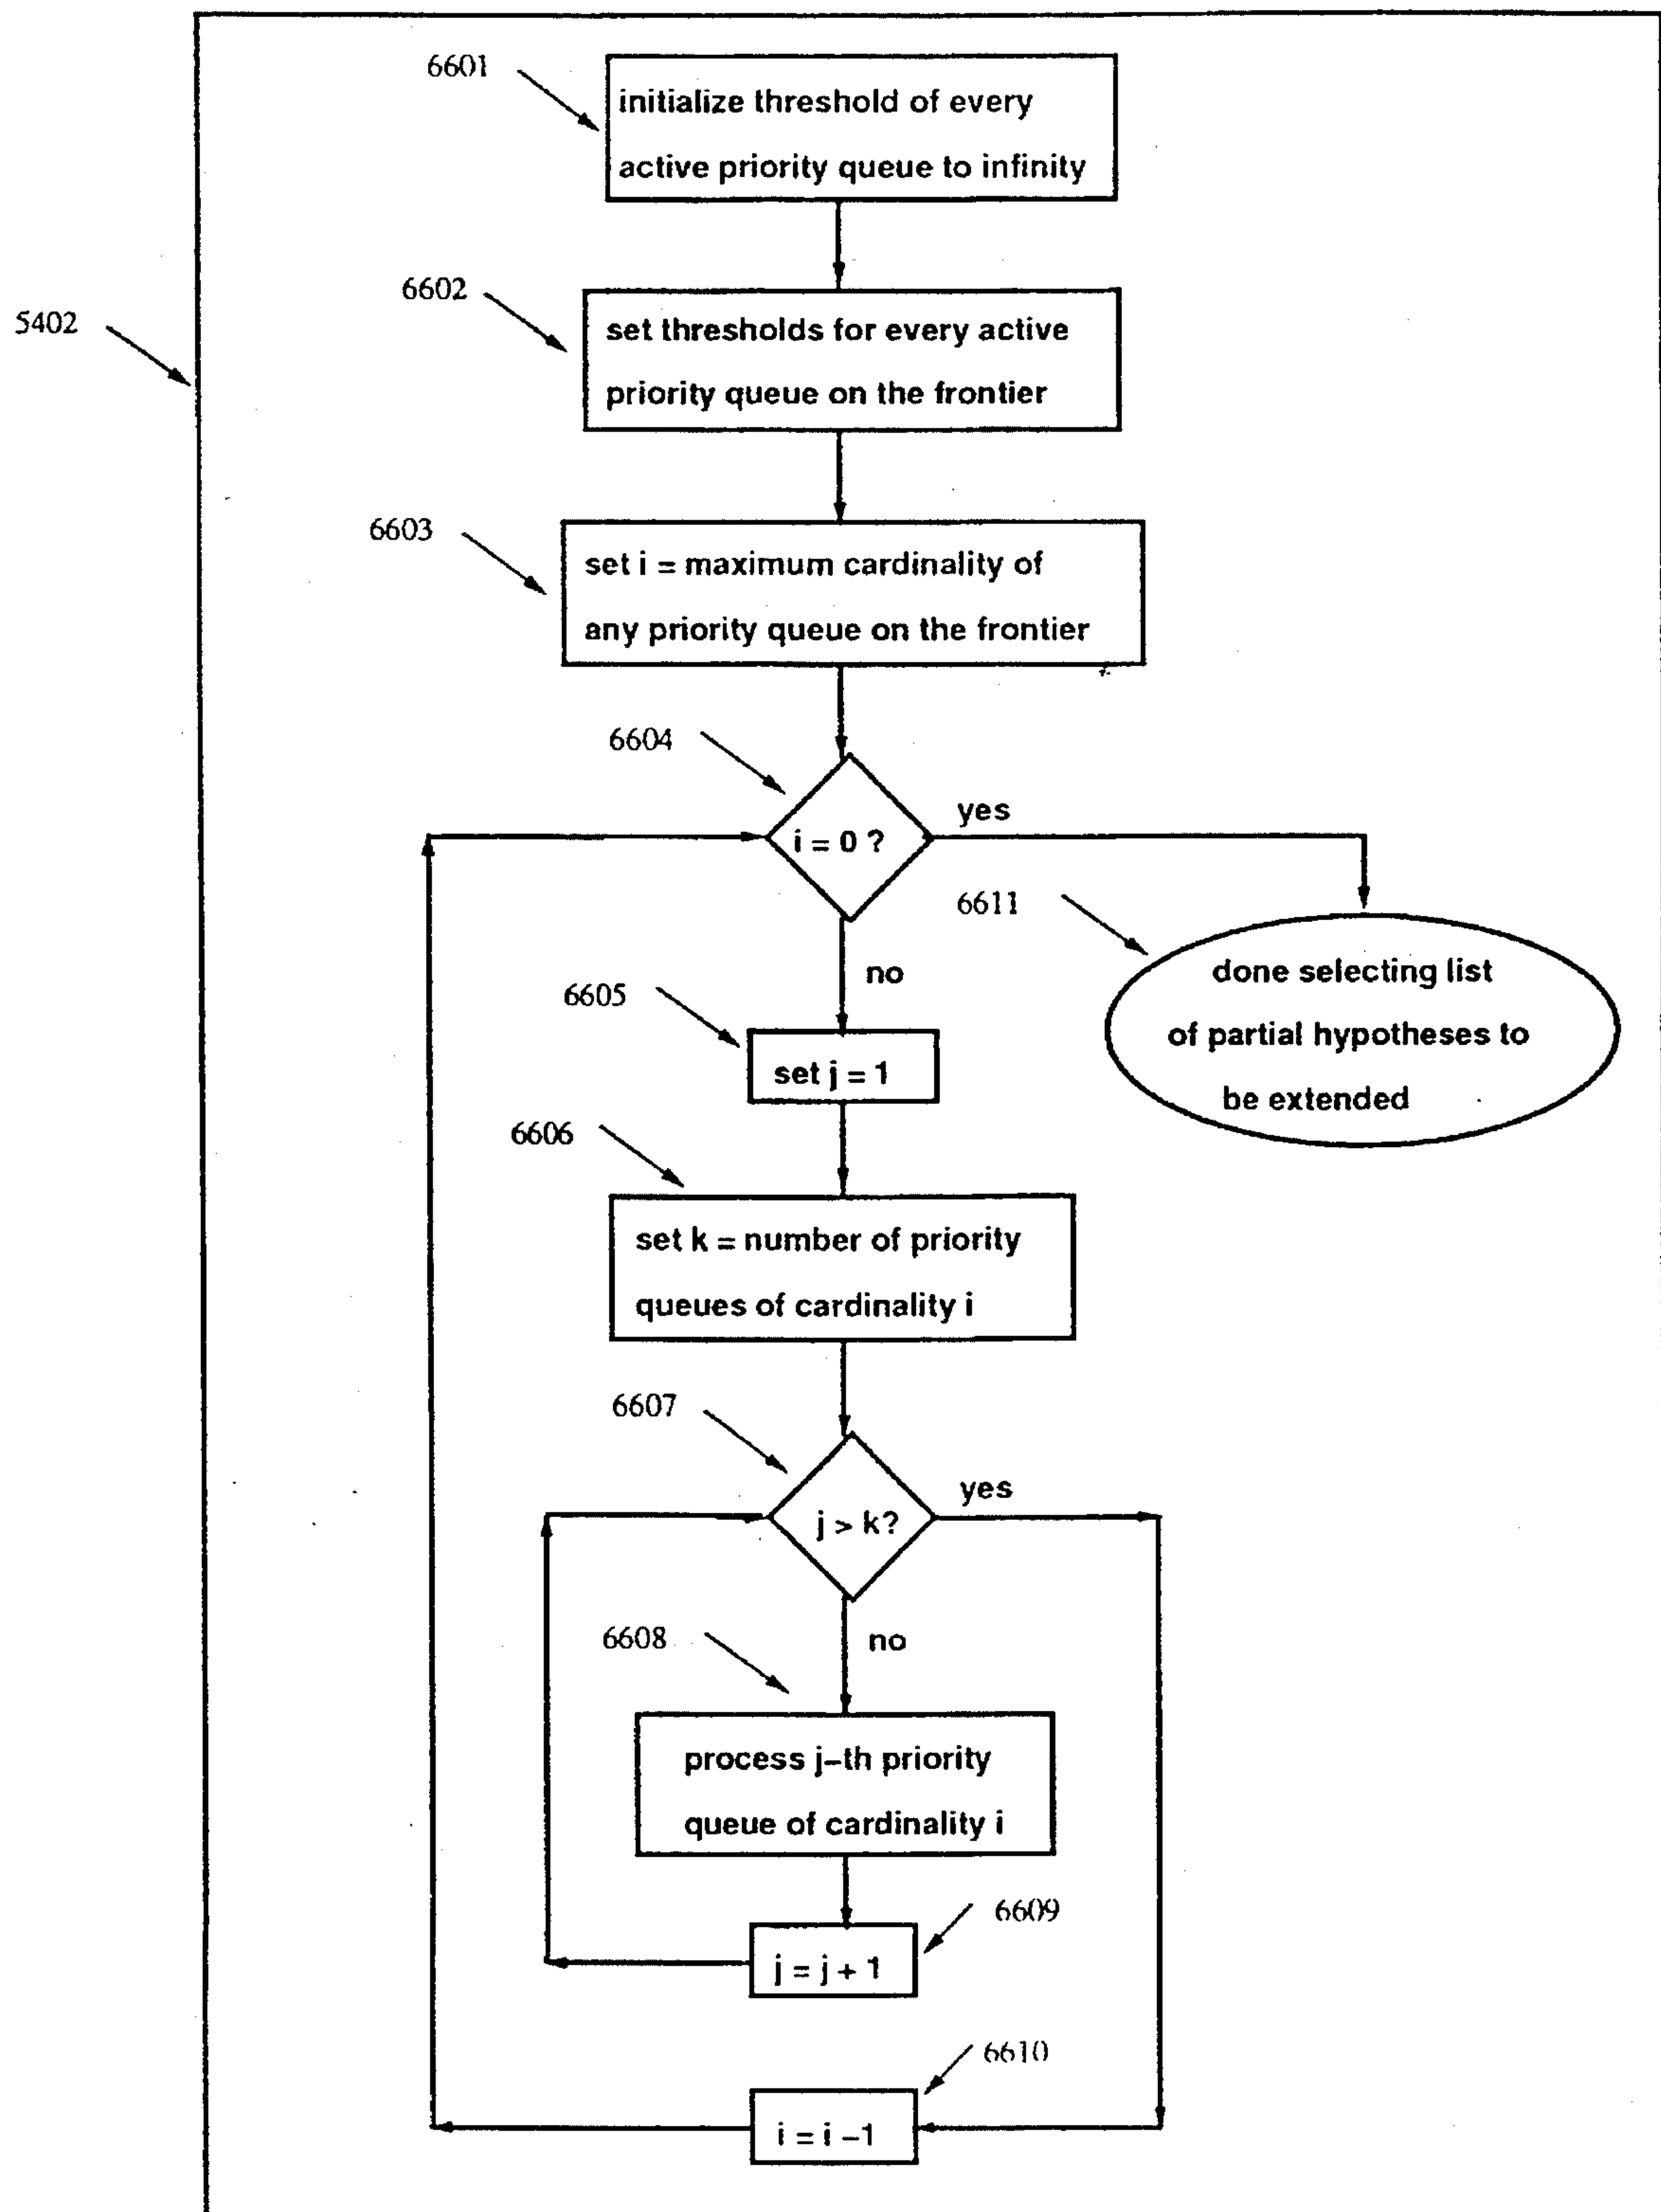 6601
initialize threshold of every
active priority queue to infinity
6602
set thresholds for every active
priority queue on the frontier
5402
6603
set i = maximum cardinality of
any priority queue on the frontier
6604
i = 0 ?
yes
6611
done selecting list
of partial hypotheses to
be extended
no
6605
set j = 1
6606
set k = number of priority
queues of cardinality i
6607
j > k?
yes
6608
no
process j–th priority
queue of cardinality i
6609
j = j + 1
6610
i = i –1